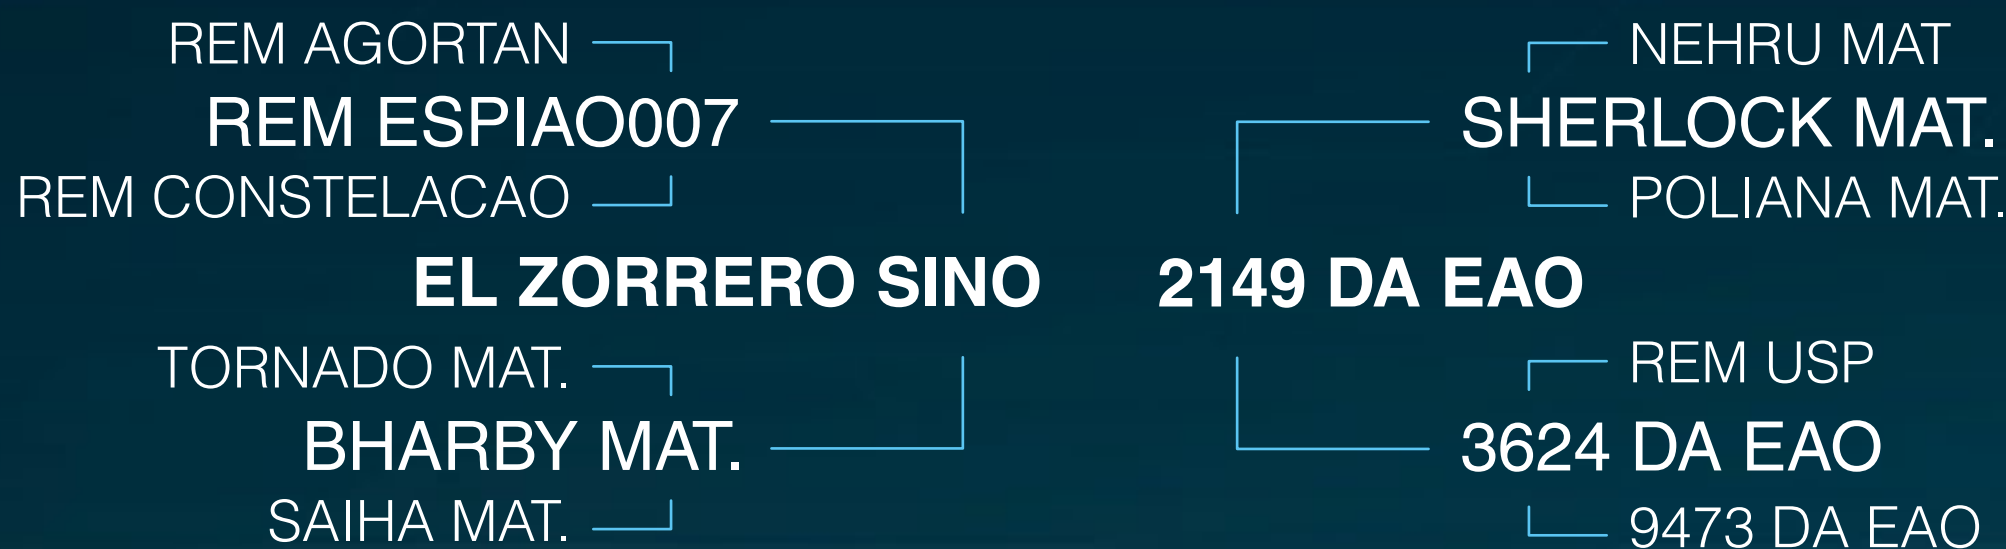 REM AGORTAN
REM ESPIAO007
REM CONSTELACAO
EL ZORRERO SINO
TORNADO MAT.
BHARBY MAT.
SAIHA MAT.
NEHRU MAT
SHERLOCK MAT.
POLIANA MAT.
2149 DA EAO
REM USP
3624 DA EAO
9473 DA EAO